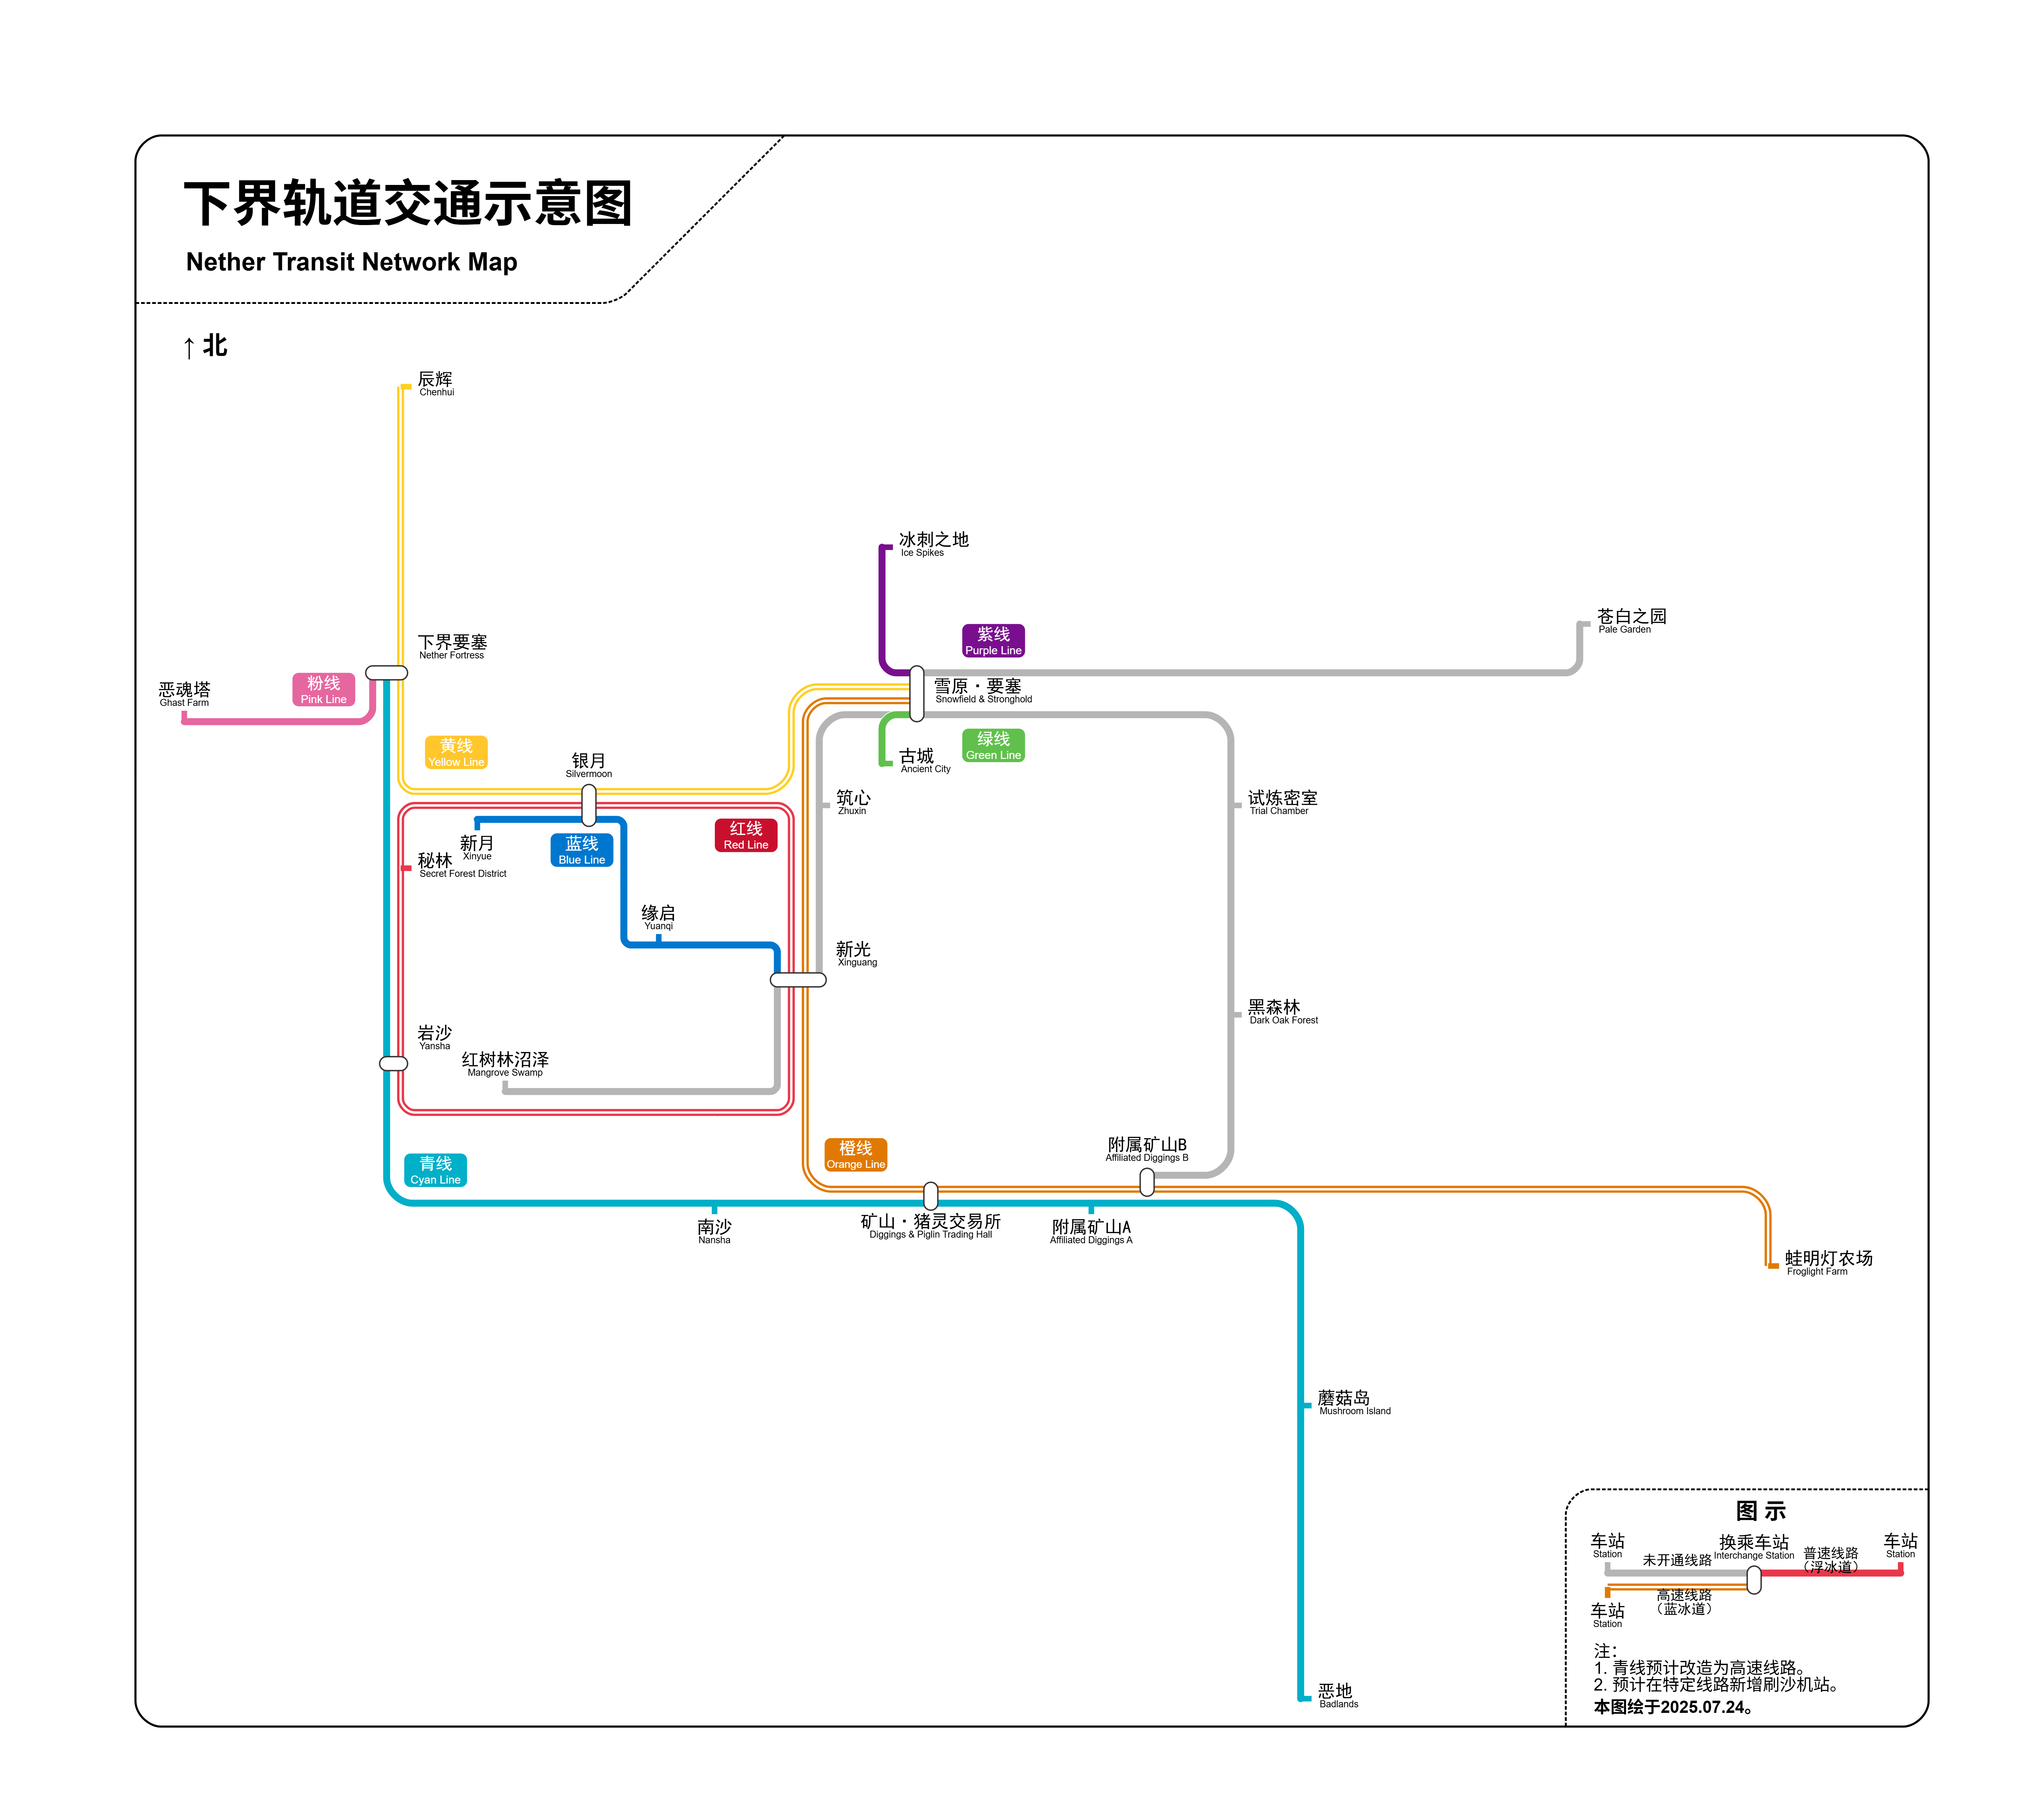 下界轨道交通示意图
Nether Transit Network Map
↑北
辰辉
Chenhui
冰刺之地
Ice Spikes
苍白之园
Pale Garden
紫线
Purple Line
下界要塞
Nether Fortress
恶魂塔
Ghast Farm
粉线
Pink Line
雪原·要塞
Snowfield & Stronghold
黄线
Yellow Line
绿线
Green Line
银月
Silvermoon
古城
Ancient City
筑心
Zhuxin
试炼密室
Trial Chamber
新月
Xinyue
蓝线
Blue Line
红线
Red Line
秘林
Secret Forest District
缘启
Yuanqi
新光
Xinguang
黑森林
Dark Oak Forest
岩沙
Yansha
红树林沼泽
Mangrove Swamp
青线
Cyan Line
橙线
Orange Line
附属矿山B
Affiliated Diggings B
南沙
Nansha
矿山·猪灵交易所
Diggings & Piglin Trading Hall
附属矿山A
Affiliated Diggings A
蛙明灯农场
Froglight Farm
蘑菇岛
Mushroom Island
恶地
Badlands
图 示
车站
Station
未开通线路
换乘车站
Interchange Station
普速线路
（浮冰道）
车站
Station
高速线路
（蓝冰道）
车站
Station
注：
1. 青线预计改造为高速线路。
2. 预计在特定线路新增刷沙机站。
本图绘于2025.07.24。